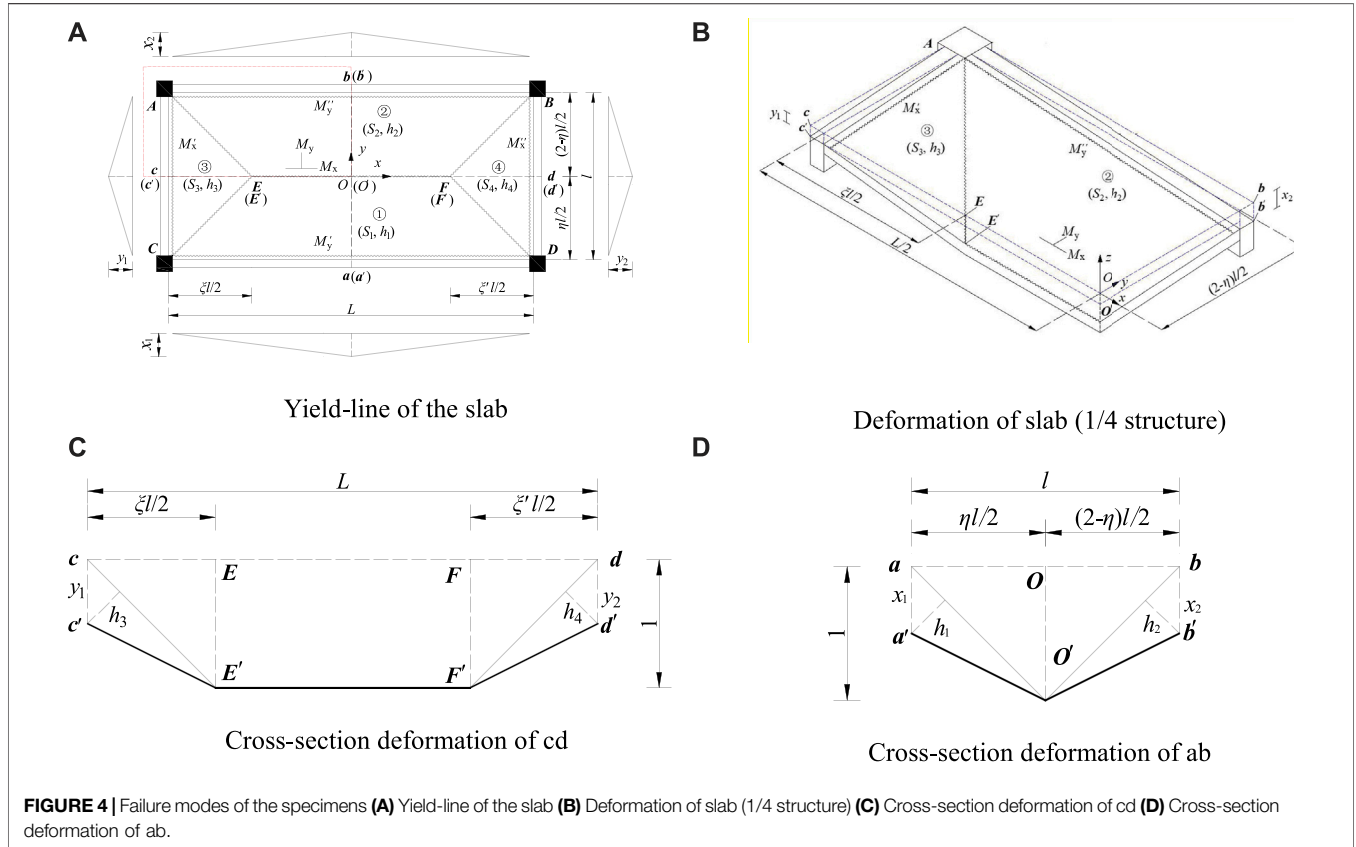 A
x₂
b(b′)
A
B
M″y
②
(S₂, h₂)
M′x
M″x
③
(S₃, h₃)
④
(S₄, h₄)
My
Mx
y
x
c
(c′)
d
(d′)
E
(E′)
O (O′)
F
(F′)
①
(S₁, h₁)
M′y
C
D
a(a′)
y₁
y₂
(2-η)l/2
l
ηl/2
ξl/2
ξ′l/2
L
x₁
Yield-line of the slab
B
A
y₁
c
c′
M′x
③
(S₃, h₃)
M″y
②
(S₂, h₂)
b
b′
x₂
ξl/2
L/2
E
E′
My
Mx
z
O
y
x
O′
(2-η)l/2
Deformation of slab (1/4 structure)
C
L
ξl/2
ξ′l/2
c
E
F
d
y₁
h₃
h₄
y₂
c′
d′
1
E′
F′
Cross-section deformation of cd
D
l
ηl/2
(2-η)l/2
a
O
b
x₁
x₂
a′
h₁
h₂
b′
1
O′
Cross-section deformation of ab
FIGURE 4 | Failure modes of the specimens (A) Yield-line of the slab (B) Deformation of slab (1/4 structure) (C) Cross-section deformation of cd (D) Cross-section
deformation of ab.